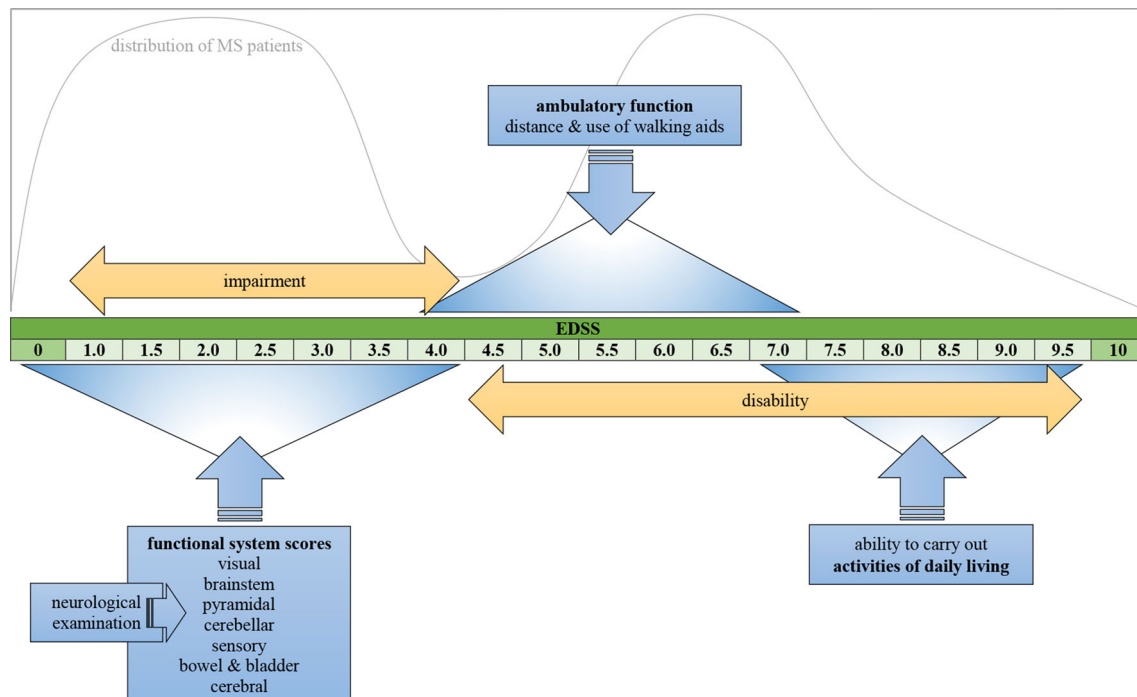 distribution of MS patients
ambulatory function
distance & use of walking aids
impairment
EDSS
0 1.0 1.5 2.0 2.5 3.0 3.5 4.0 4.5 5.0 5.5 6.0 6.5 7.0 7.5 8.0 8.5 9.0 9.5 10
disability
functional system scores
visual
brainstem
pyramidal
cerebellar
sensory
bowel & bladder
cerebral
neurological
examination
ability to carry out
activities of daily living